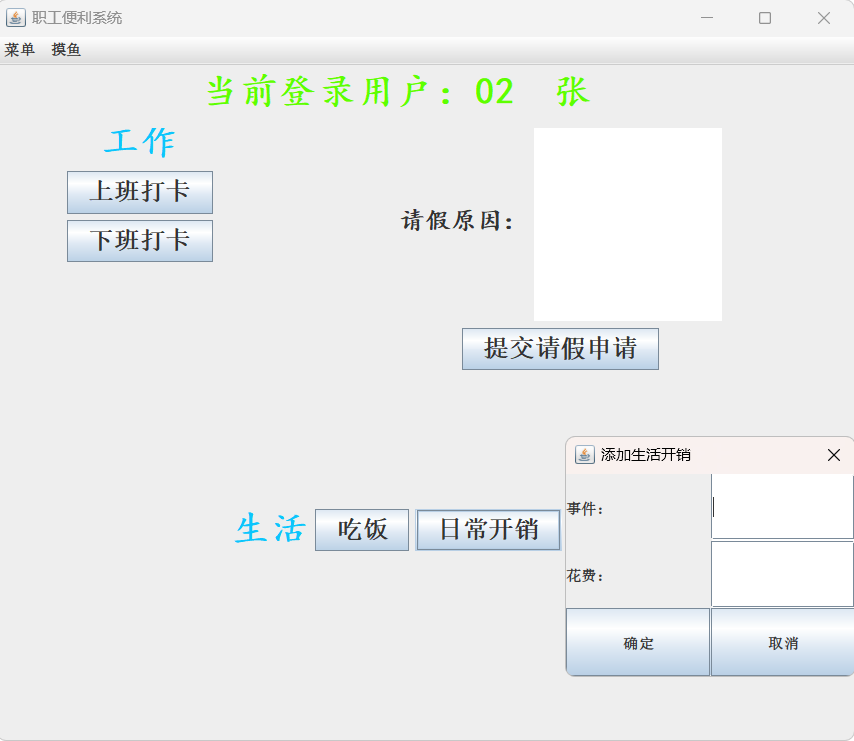 职工便利系统
菜单 摸鱼
当前登录用户：02 张
工作
上班打卡
下班打卡
请假原因：
提交请假申请
生活 吃饭 日常开销
添加生活开销
事件：
花费：
确定 取消